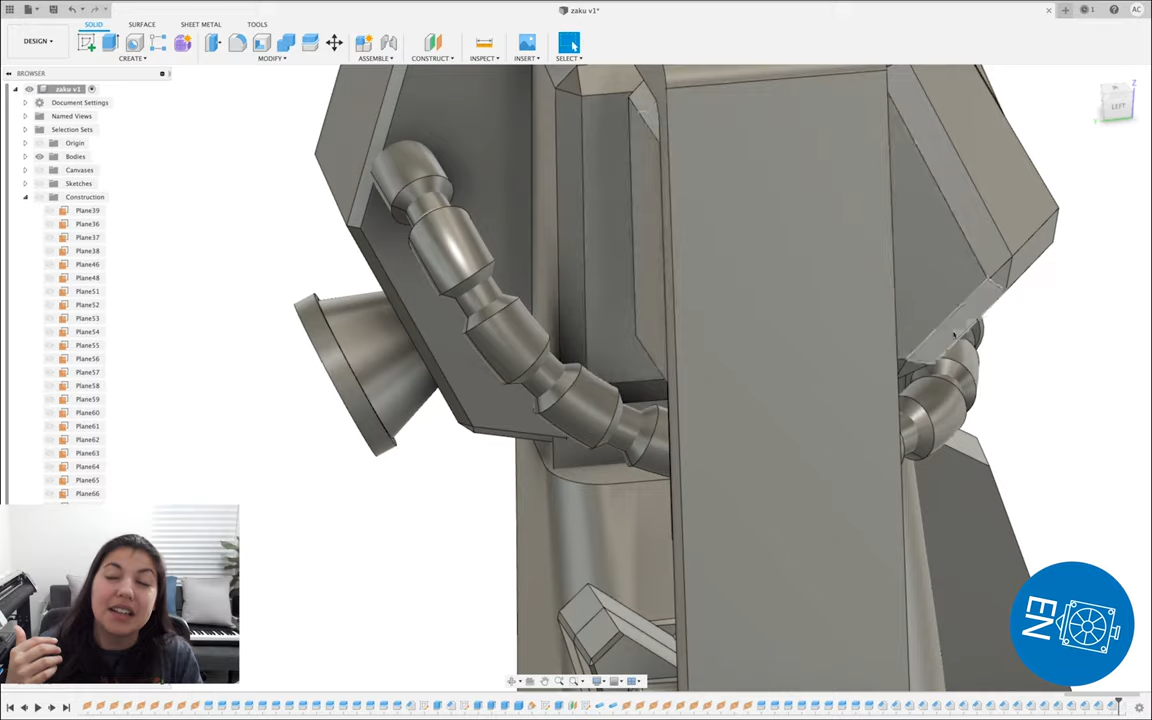 zaku v1*
1
AC
DESIGN
SOLID
SURFACE
SHEET METAL
TOOLS
CREATE
MODIFY
ASSEMBLE
CONSTRUCT
INSPECT
INSERT
SELECT
BROWSER
zaku v1
Document Settings
Named Views
Selection Sets
Origin
Bodies
Canvases
Sketches
Construction
Plane39
Plane36
Plane37
Plane38
Plane46
Plane48
Plane51
Plane52
Plane53
Plane54
Plane55
Plane56
Plane57
Plane58
Plane59
Plane60
Plane61
Plane62
Plane63
Plane64
Plane65
Plane66
LEFT
Z
EN